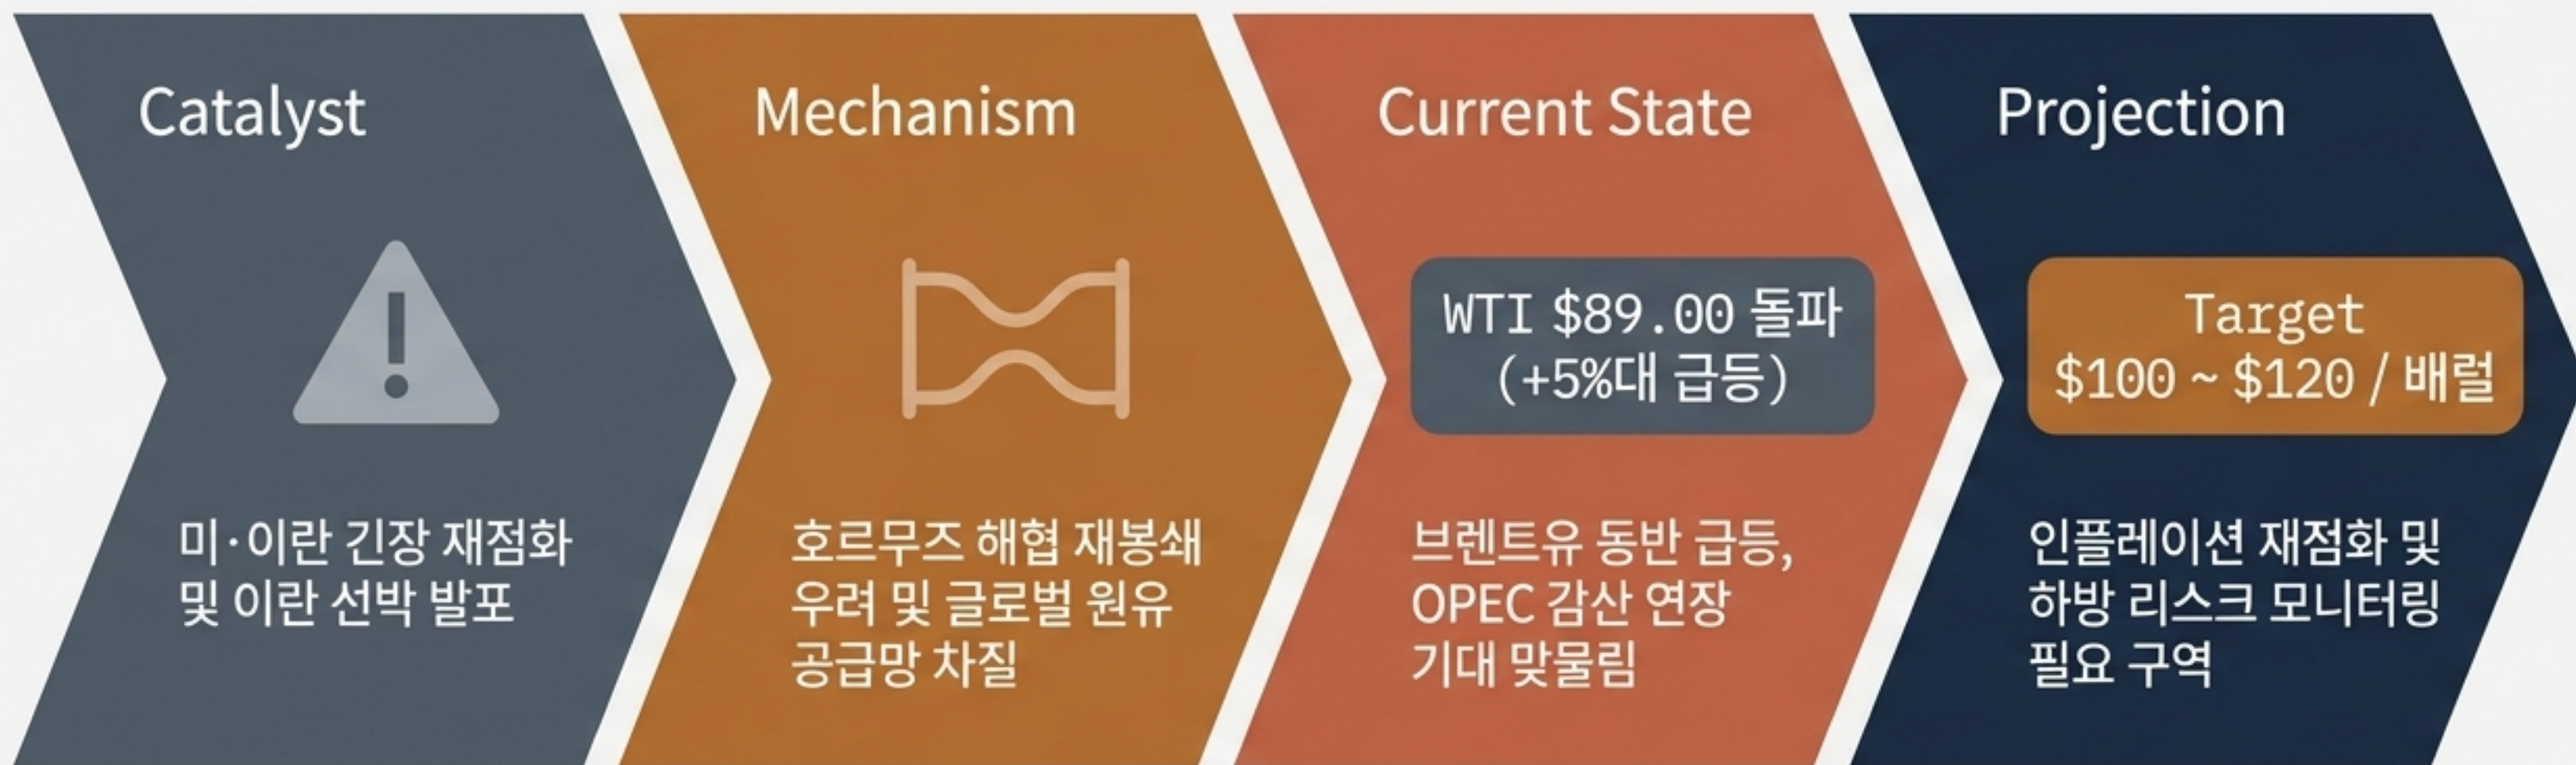 Catalyst
미·이란 긴장 재점화
및 이란 선박 발포
Mechanism
호르무즈 해협 재봉쇄
우려 및 글로벌 원유
공급망 차질
Current State
WTI $89.00 돌파
(+5%대 급등)
브렌트유 동반 급등,
OPEC 감산 연장
기대 맞물림
Projection
Target
$100 ~ $120 / 배럴
인플레이션 재점화 및
하방 리스크 모니터링
필요 구역